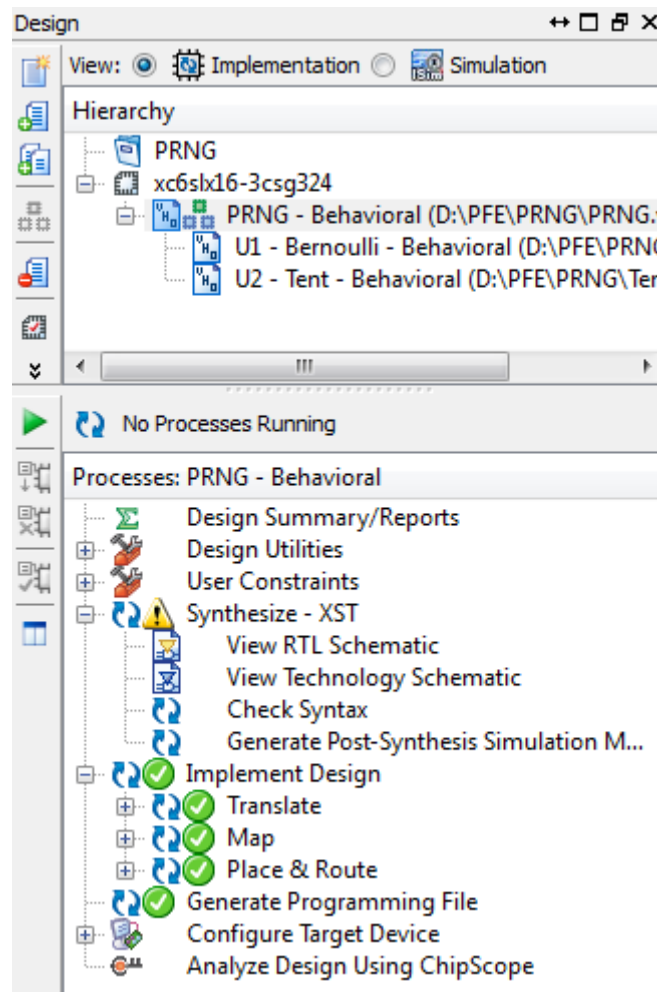 Design
View: Implementation Simulation
Hierarchy
PRNG
xc6slx16-3csg324
PRNG - Behavioral (D:\PFE\PRNG\PRNG.
U1 - Bernoulli - Behavioral (D:\PFE\PRN
U2 - Tent - Behavioral (D:\PFE\PRNG\Ter
No Processes Running
Processes: PRNG - Behavioral
Design Summary/Reports
Design Utilities
User Constraints
Synthesize - XST
View RTL Schematic
View Technology Schematic
Check Syntax
Generate Post-Synthesis Simulation M...
Implement Design
Translate
Map
Place & Route
Generate Programming File
Configure Target Device
Analyze Design Using ChipScope